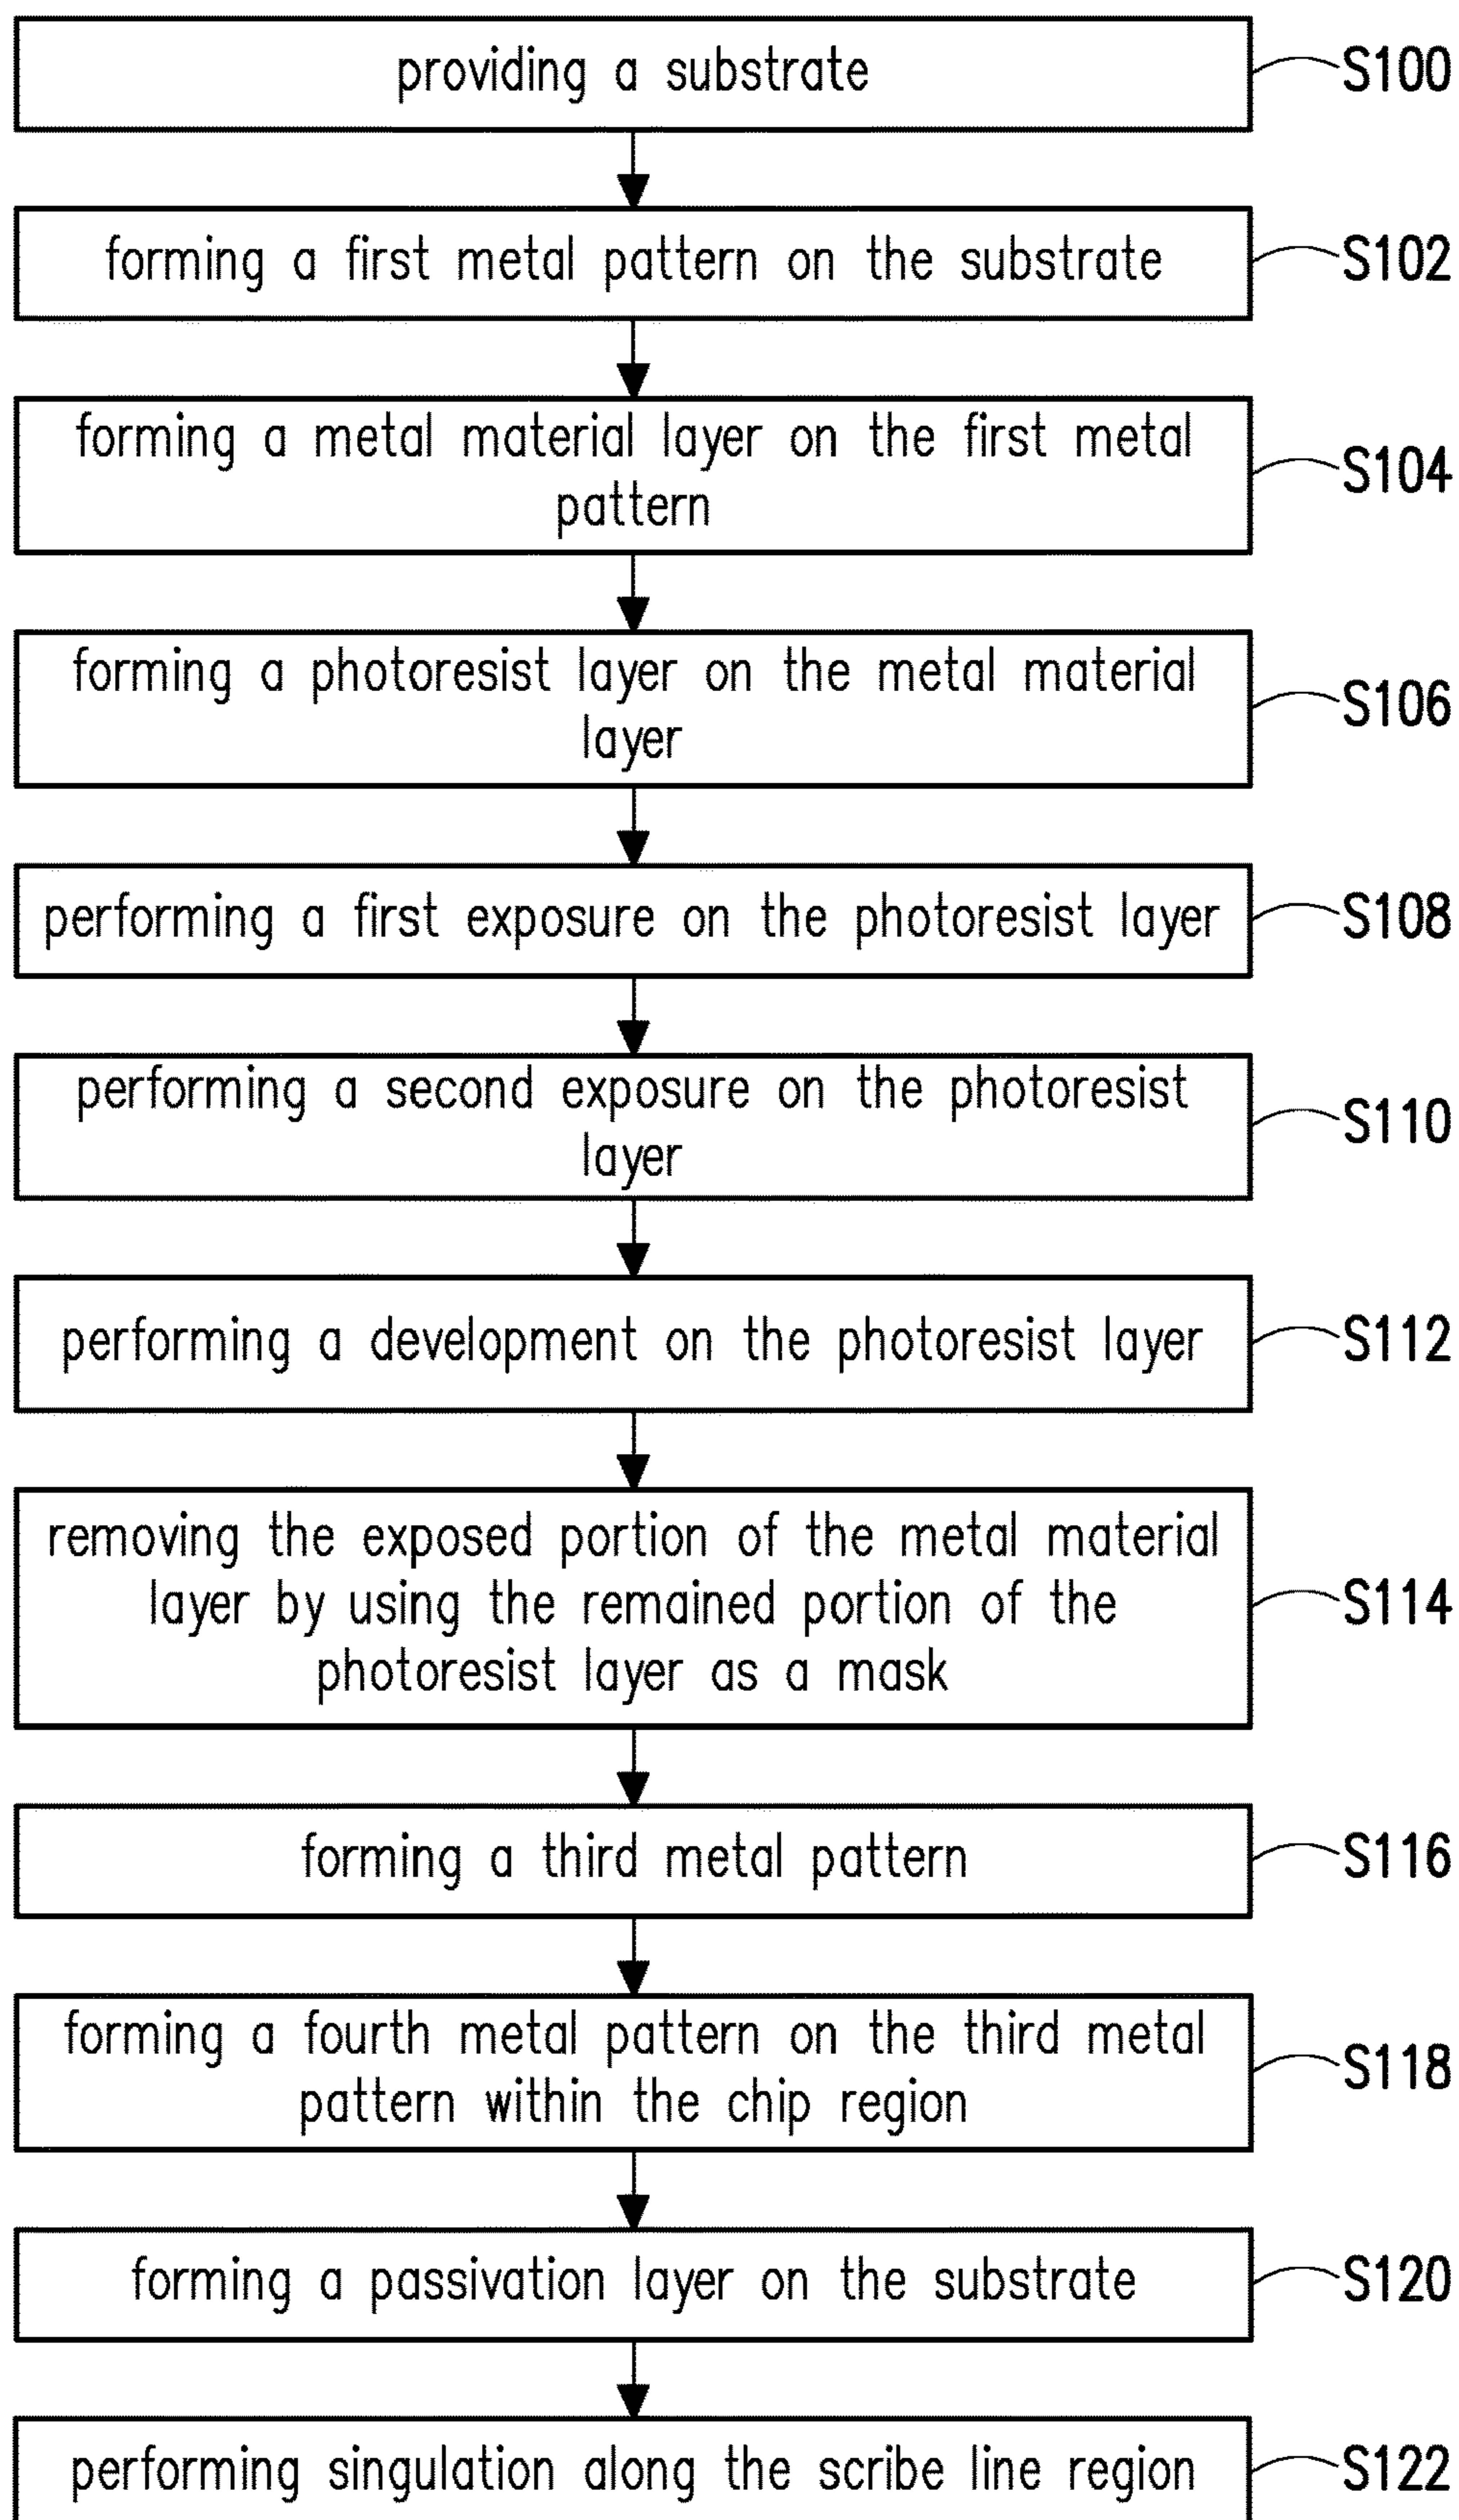 providing a substrate
S100
forming a first metal pattern on the substrate
S102
forming a metal material layer on the first metal
pattern
S104
forming a photoresist layer on the metal material
layer
S106
performing a first exposure on the photoresist layer
S108
performing a second exposure on the photoresist
layer
S110
performing a development on the photoresist layer
S112
removing the exposed portion of the metal material
layer by using the remained portion of the
photoresist layer as a mask
S114
forming a third metal pattern
S116
forming a fourth metal pattern on the third metal
pattern within the chip region
S118
forming a passivation layer on the substrate
S120
performing singulation along the scribe line region
S122